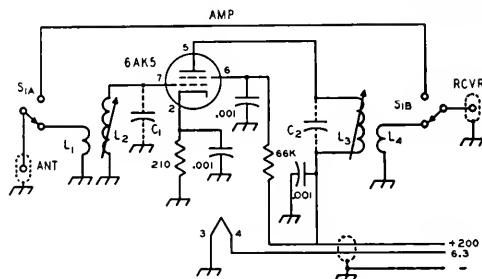 AMP
6AK5
5
7
6
2
S1A
S1B
RCVR
ANT
L1
L2
C1
.001
210
.001
66K
C2
.001
L3
L4
3
4
+200
6.3
-